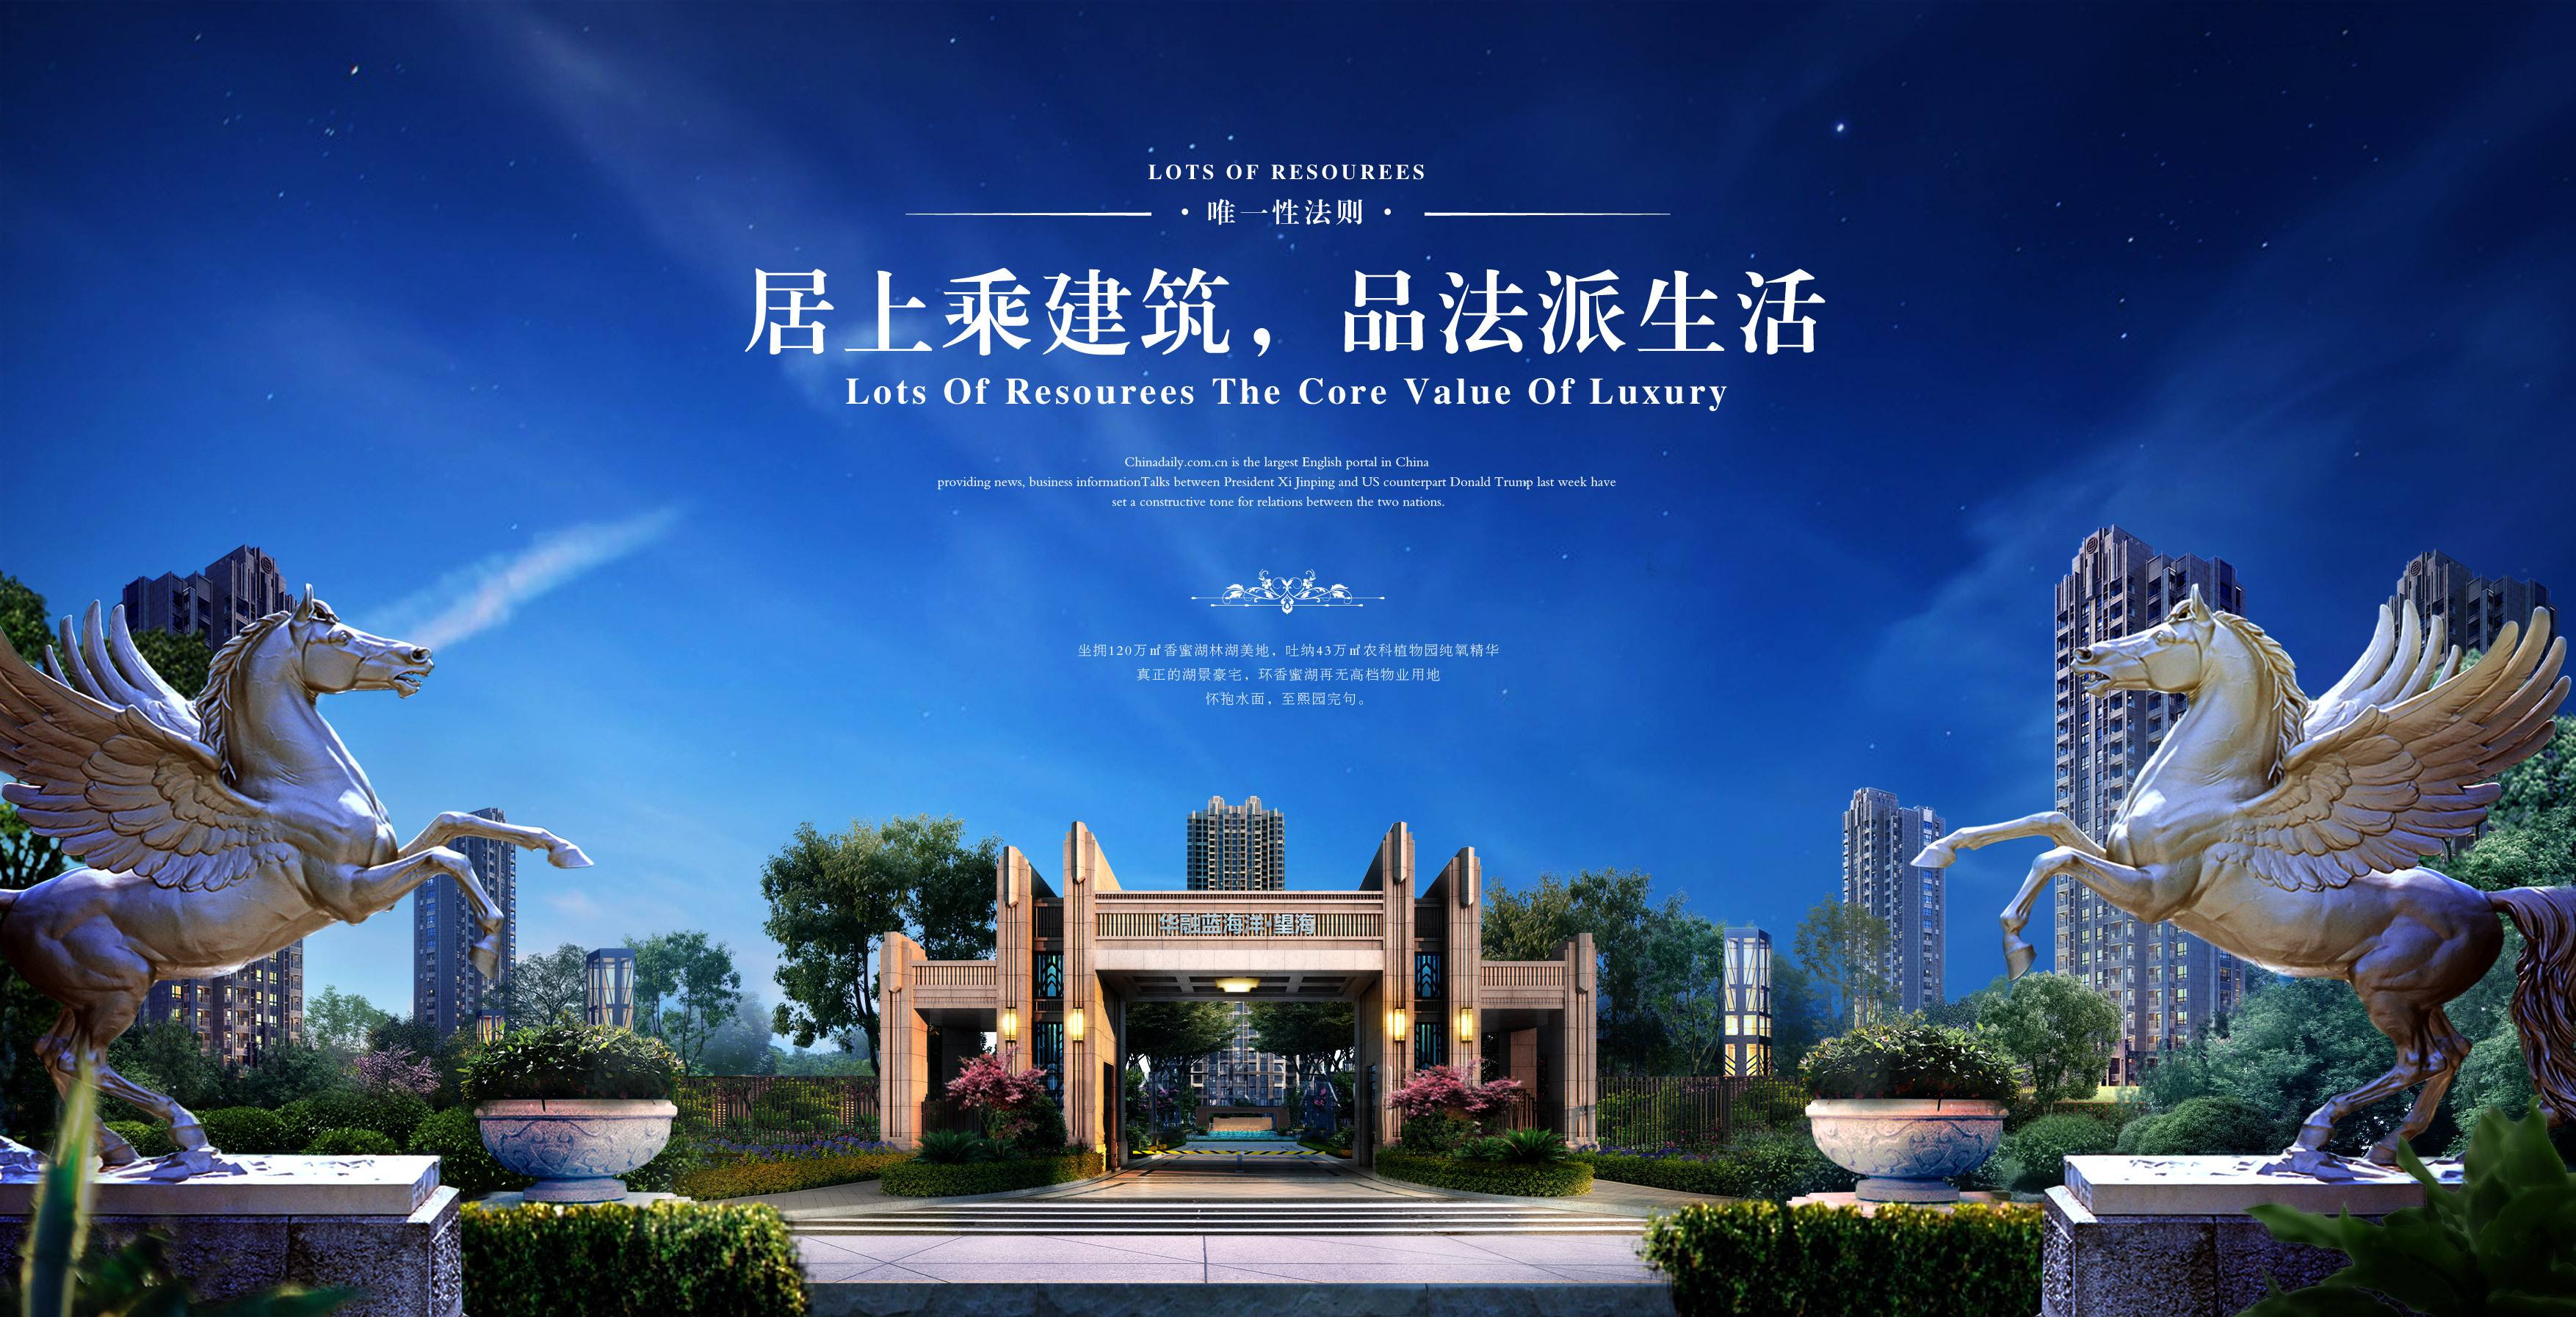 LOTS OF RESOUREES
· 唯一性法则 ·
居上乘建筑，品法派生活
Lots Of Resourees The Core Value Of Luxury
Chinadaily.com.cn is the largest English portal in China
providing news, business informationTalks between President Xi Jinping and US counterpart Donald Trump last week have
set a constructive tone for relations between the two nations.
坐拥120万㎡香蜜湖林湖美地，吐纳43万㎡农科植物园纯氧精华
真正的湖景豪宅，环香蜜湖再无高档物业用地
怀抱水面，至熙园完句。
华融蓝海洋·望海